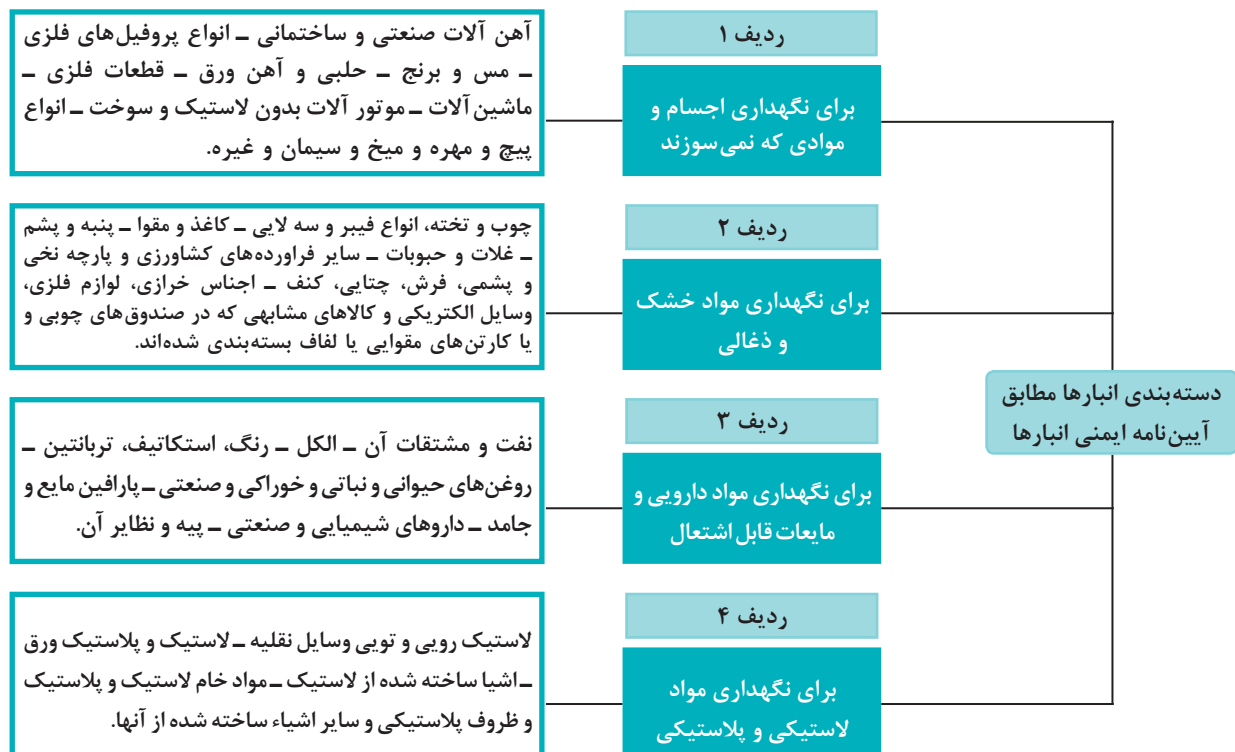 دسته‌بندی انبارها مطابق
آیین‌نامه ایمنی انبارها
ردیف ۱
برای نگهداری اجسام و
موادی که نمی‌سوزند
آهن آلات صنعتی و ساختمانی ـ انواع پروفیل‌های فلزی
ـ مس و برنج ـ حلبی و آهن ورق ـ قطعات فلزی ـ
ماشین‌آلات ـ موتور آلات بدون لاستیک و سوخت ـ انواع
پیچ و مهره و میخ و سیمان و غیره.
ردیف ۲
برای نگهداری مواد خشک
و ذغالی
چوب و تخته، انواع فیبر و سه لایی ـ کاغذ و مقوا ـ پنبه و پشم
ـ غلات و حبوبات ـ سایر فراورده‌های کشاورزی و پارچه نخی
و پشمی، فرش، چتایی، کنف ـ اجناس خرازی، لوازم فلزی،
وسایل الکتریکی و کالاهای مشابهی که در صندوق‌های چوبی و
یا کارتن‌های مقوایی یا لفاف بسته‌بندی شده‌اند.
ردیف ۳
برای نگهداری مواد دارویی و
مایعات قابل اشتعال
نفت و مشتقات آن ـ الکل ـ رنگ، استکاتیف، تربانتین ـ
روغن‌های حیوانی و نباتی و خوراکی و صنعتی ـ پارافین مایع و
جامد ـ داروهای شیمیایی و صنعتی ـ پیه و نظایر آن.
ردیف ۴
برای نگهداری مواد
لاستیکی و پلاستیکی
لاستیک رویی و تویی وسایل نقلیه ـ لاستیک و پلاستیک ورق
ـ اشیا ساخته شده از لاستیک ـ مواد خام لاستیک و پلاستیک
و ظروف پلاستیکی و سایر اشیاء ساخته شده از آنها.